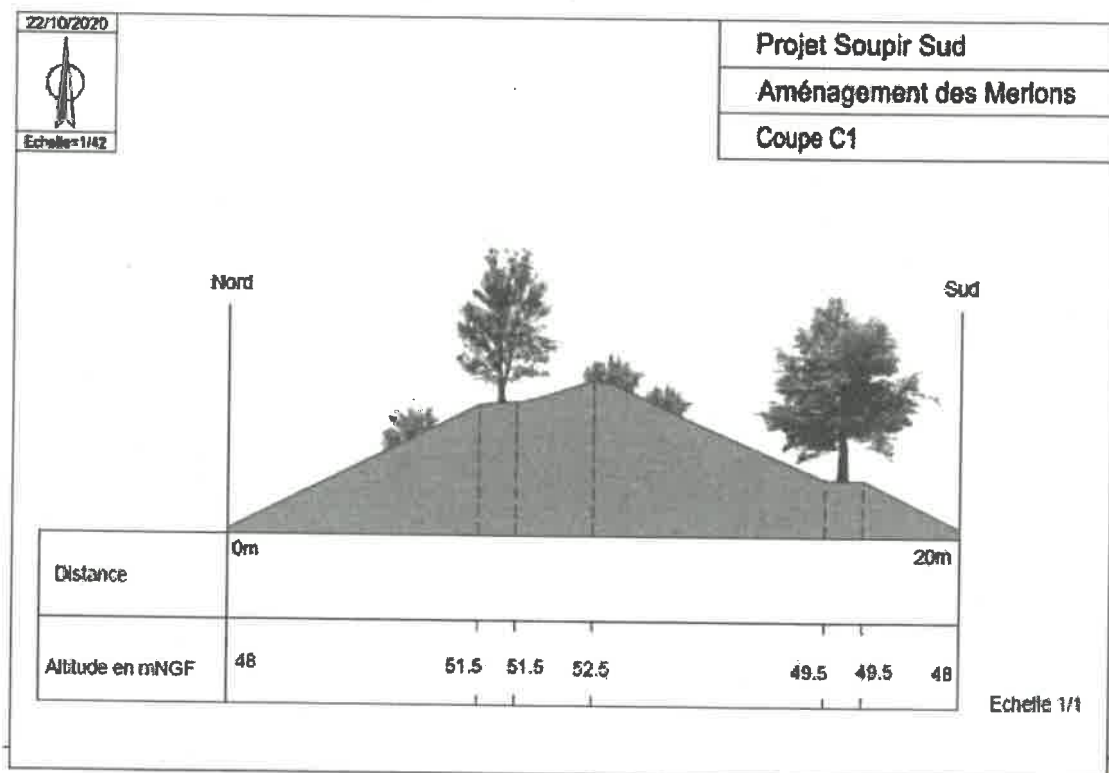 22/10/2020
Echelle=1/42
Projet Soupir Sud
Aménagement des Merlons
Coupe C1
Nord
Sud
Distance
0m
20m
Altitude en mNGF
48
51.5
51.5
52.5
49.5
49.5
48
Echelle 1/1